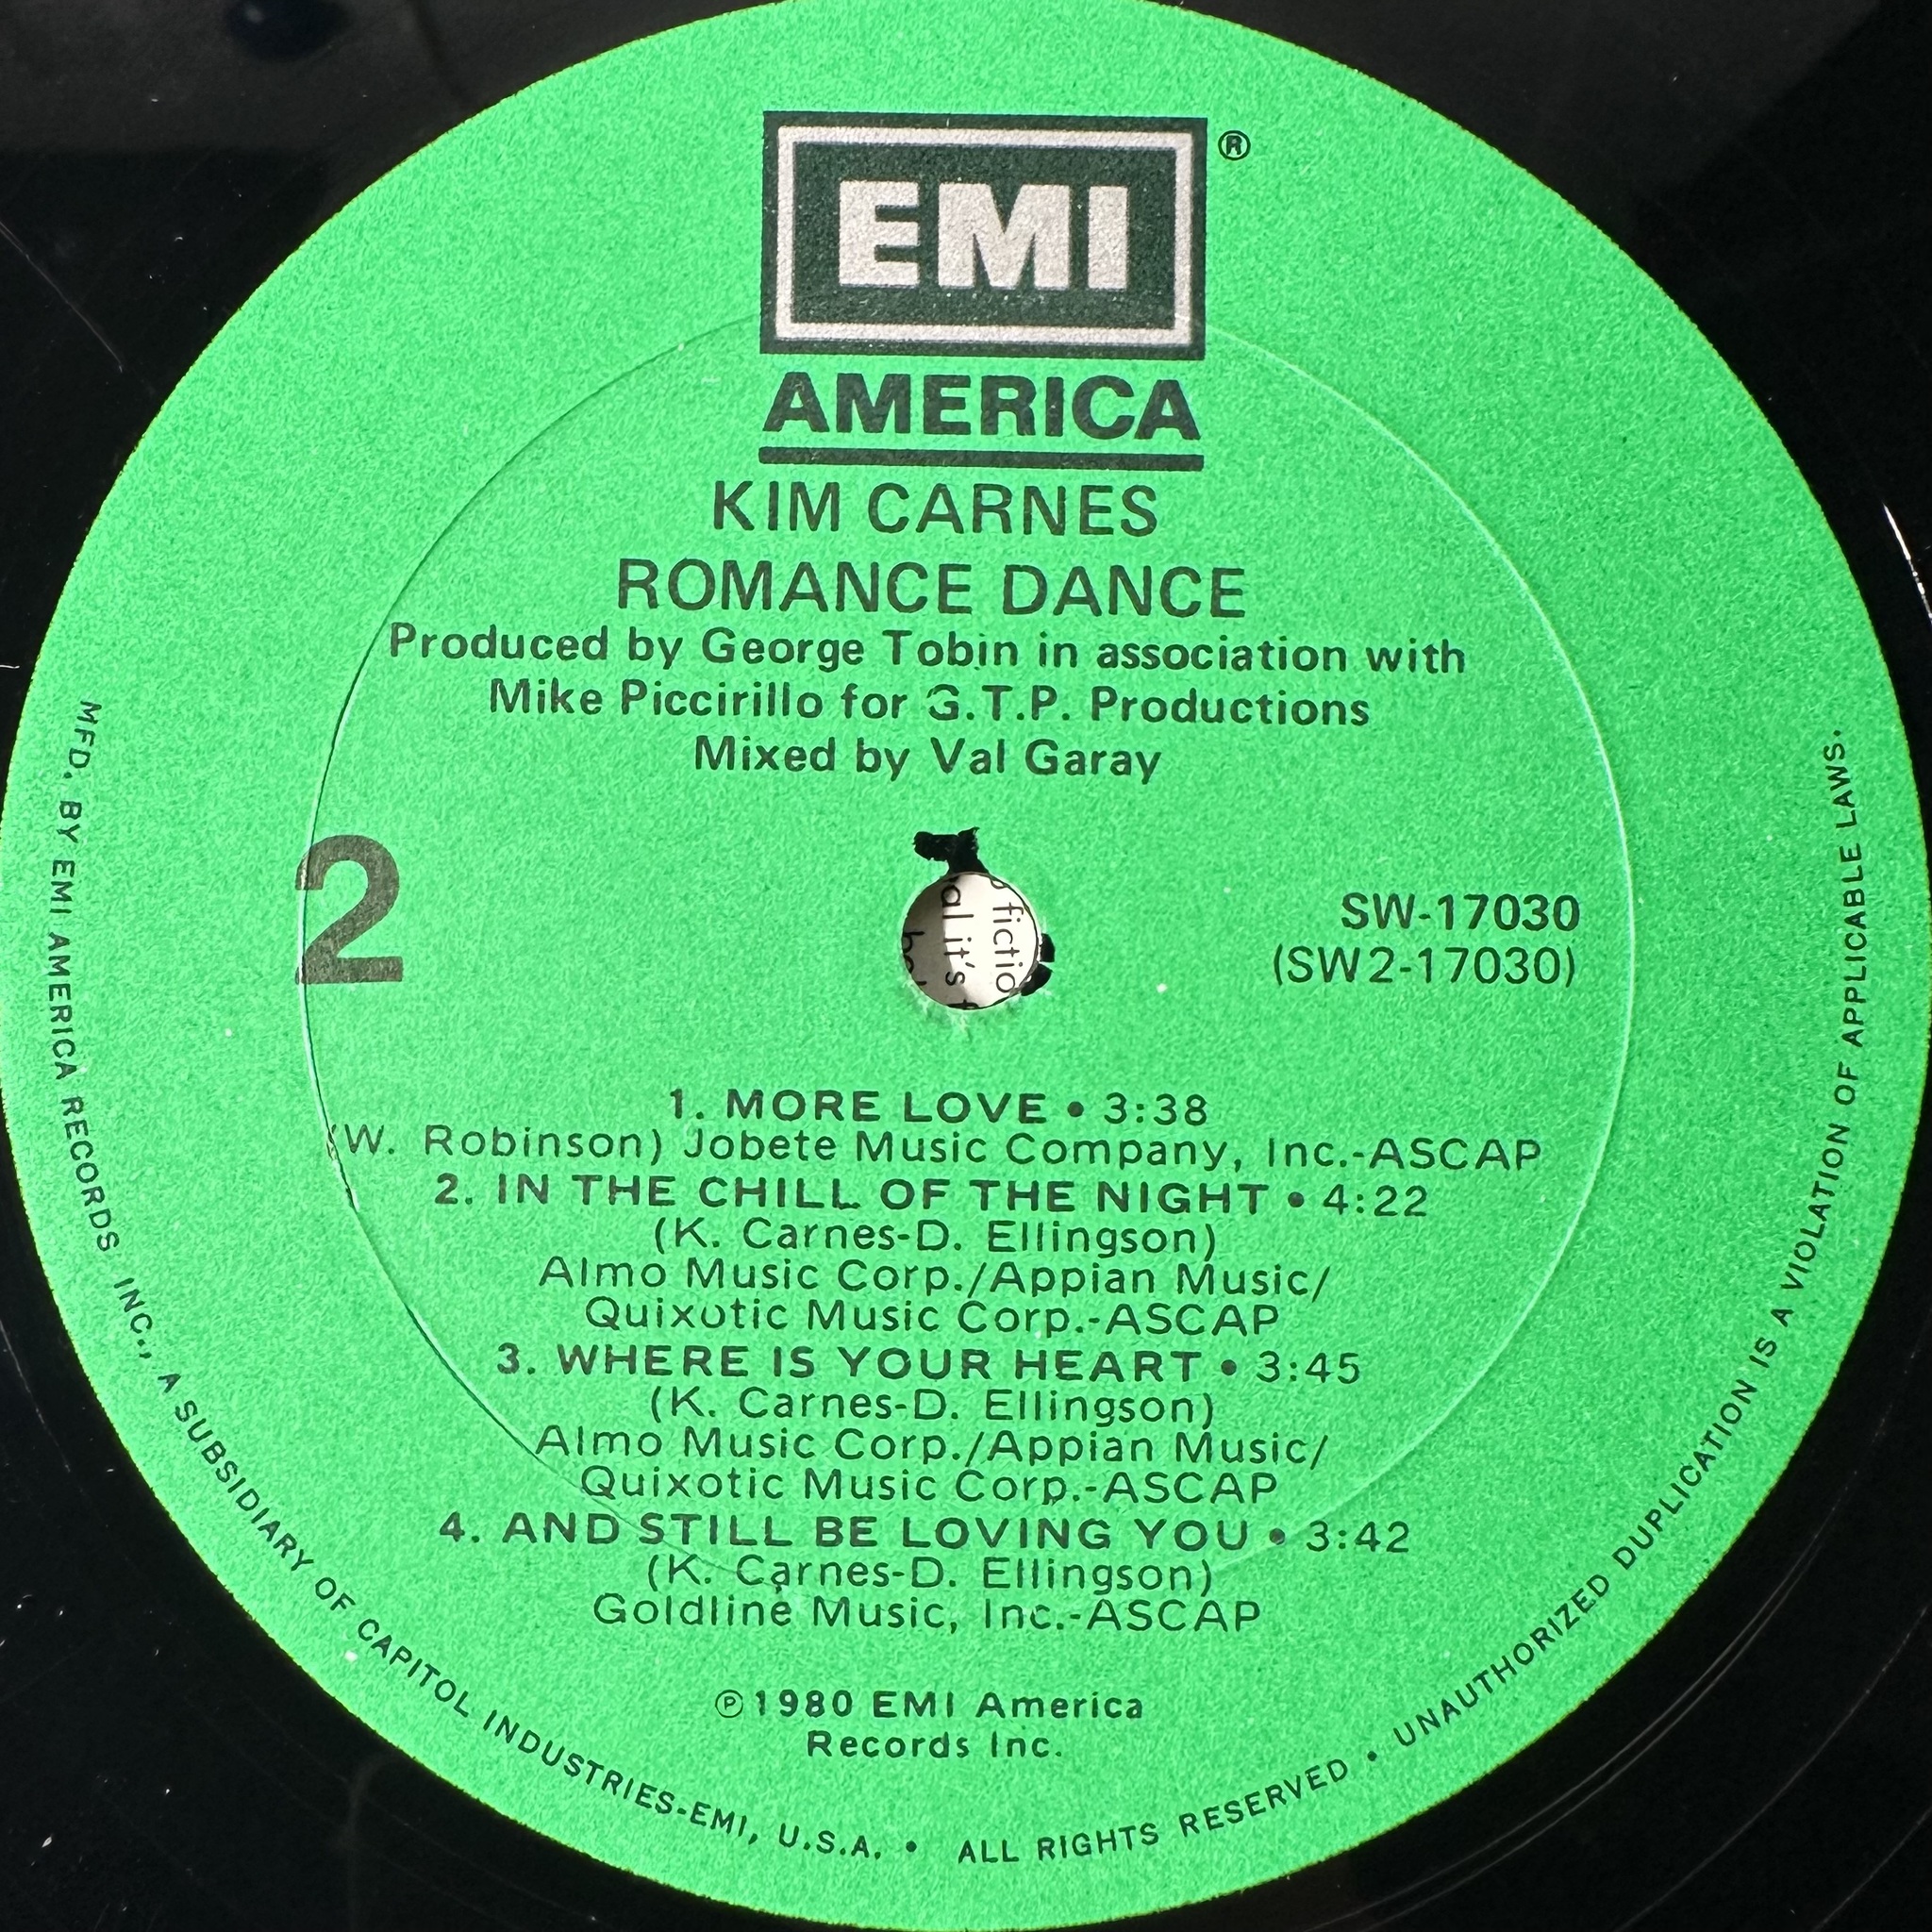 EMI
®
AMERICA
KIM CARNES
ROMANCE DANCE
Produced by George Tobin in association with
Mike Piccirillo for G.T.P. Productions
Mixed by Val Garay
2
SW-17030
(SW2-17030)
fictio
al it's
1. MORE LOVE • 3:38
(W. Robinson) Jobete Music Company, Inc.-ASCAP
2. IN THE CHILL OF THE NIGHT • 4:22
(K. Carnes-D. Ellingson)
Almo Music Corp./Appian Music/
Quixotic Music Corp.-ASCAP
3. WHERE IS YOUR HEART • 3:45
(K. Carnes-D. Ellingson)
Almo Music Corp./Appian Music/
Quixotic Music Corp.-ASCAP
4. AND STILL BE LOVING YOU • 3:42
(K. Carnes-D. Ellingson)
Goldline Music, Inc.-ASCAP
Ⓟ1980 EMI America
Records Inc.
MFD. BY EMI AMERICA RECORDS INC., A SUBSIDIARY OF CAPITOL INDUSTRIES-EMI, U.S.A. • ALL RIGHTS RESERVED • UNAUTHORIZED DUPLICATION IS A VIOLATION OF APPLICABLE LAWS.